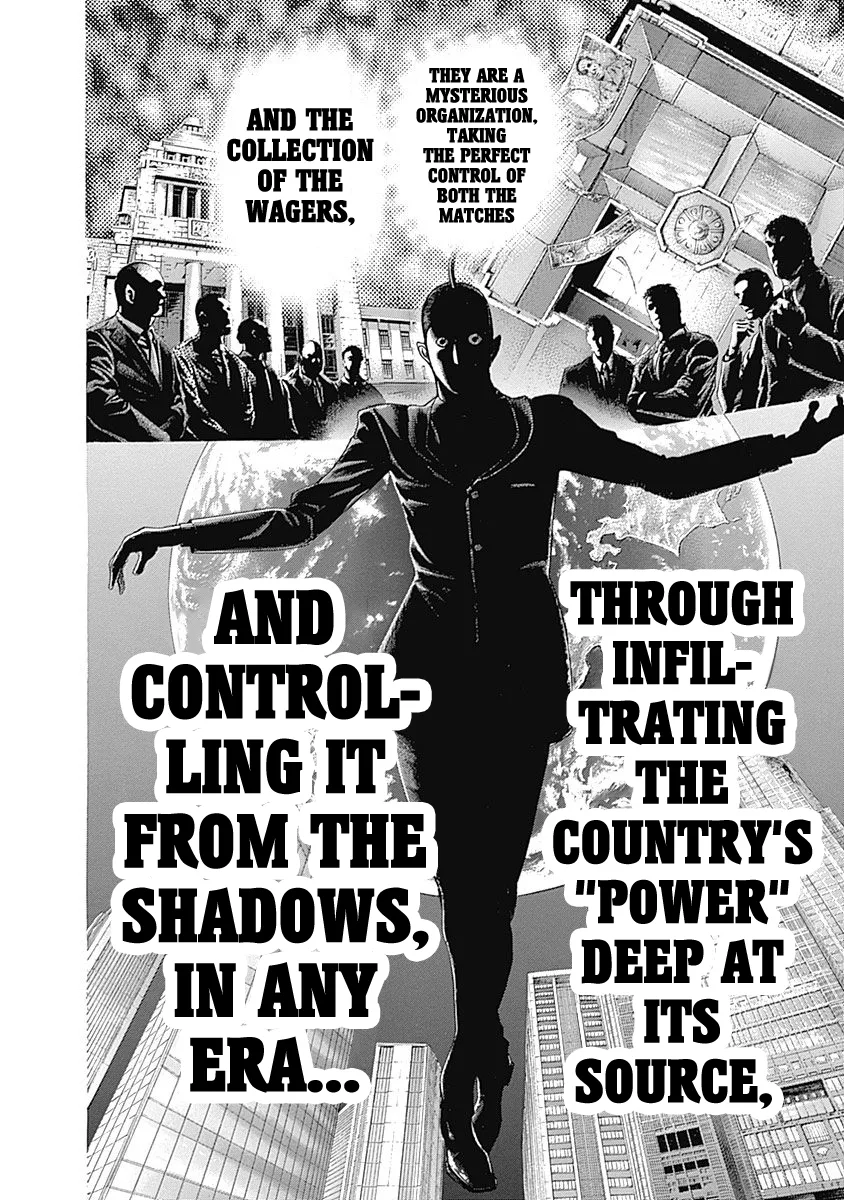 THEY ARE A
MYSTERIOUS
ORGANIZATION,
TAKING
THE PERFECT
CONTROL OF
BOTH THE
MATCHES
AND THE
COLLECTION
OF THE
WAGERS,
THROUGH
INFIL-
TRATING
THE
COUNTRY'S
"POWER"
DEEP AT
ITS
SOURCE,
AND
CONTROL-
LING IT
FROM THE
SHADOWS,
IN ANY
ERA...